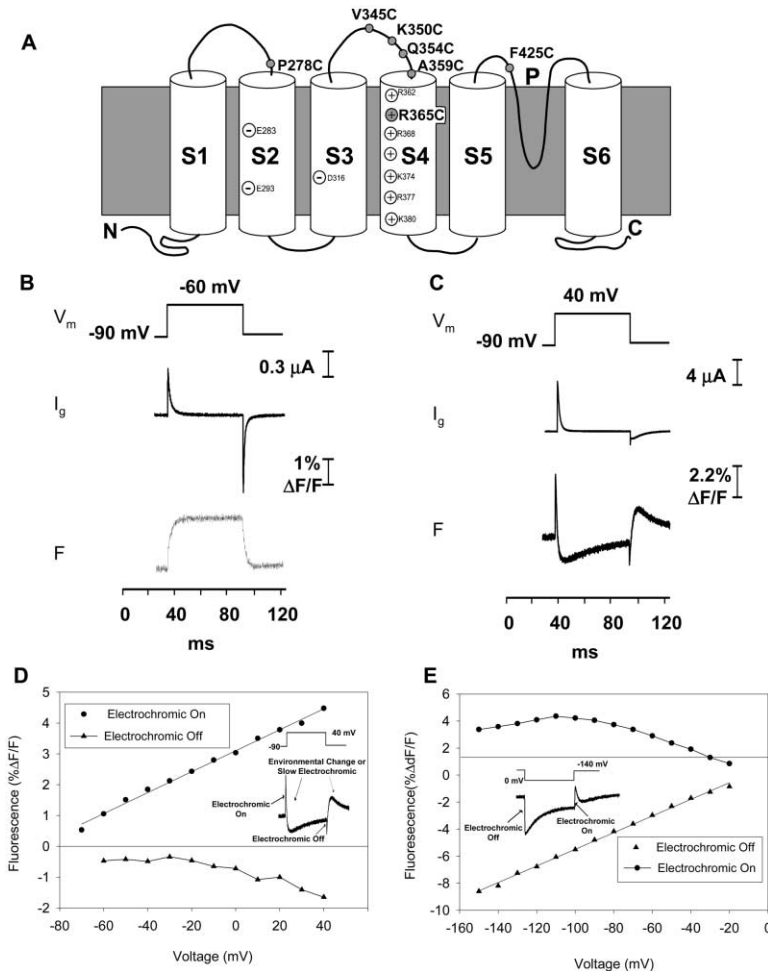 A
V345C
K350C
Q354C
A359C
P278C
F425C
P
R362
R365C
R368
E283
E293
D316
K374
R377
K380
S1
S2
S3
S4
S5
S6
N
C
B
-60 mV
Vm
-90 mV
0.3 μA
Ig
1%
ΔF/F
F
0 40 80 120
ms
C
40 mV
Vm
-90 mV
4 μA
Ig
2.2%
ΔF/F
F
0 40 80 120
ms
D
Electrochromic On
Electrochromic Off
40 mV
-90
Environmental Change or
Slow Electrochromic
Electrochromic
On
Electrochromic Off
Fluorescence (%ΔF/F)
5
4
3
2
1
0
-1
-2
-80 -60 -40 -20 0 20 40
Voltage (mV)
E
-140 mV
0 mV
Electrochromic
Off
Electrochromic
On
Electrochromic Off
Electrochromic On
Fluoresecence(%ΔdF/F)
6
4
2
0
-2
-4
-6
-8
-10
-160 -140 -120 -100 -80 -60 -40 -20 0
Voltage (mV)